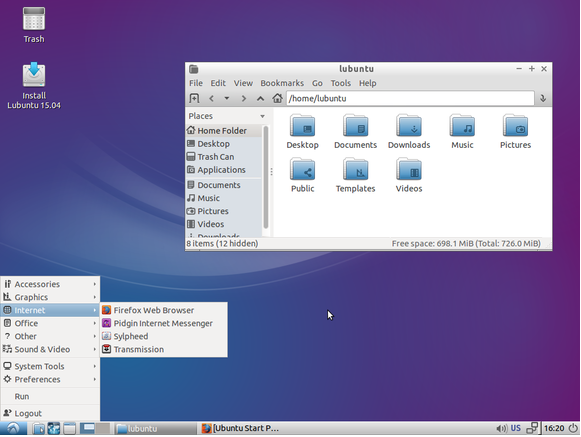 Trash
Install
Lubuntu 15.04
lubuntu
File Edit View Bookmarks Go Tools Help
/home/lubuntu
Places
Home Folder
Desktop
Trash Can
Applications
Documents
Music
Pictures
Videos
Downloads
Desktop Documents Downloads Music Pictures
Public Templates Videos
8 items (12 hidden) Free space: 698.1 MiB (Total: 726.0 MiB)
Accessories
Graphics
Internet
Office
Other
Sound & Video
System Tools
Preferences
Run
Logout
Firefox Web Browser
Pidgin Internet Messenger
Sylpheed
Transmission
lubuntu
[Ubuntu Start P...
US
16:20